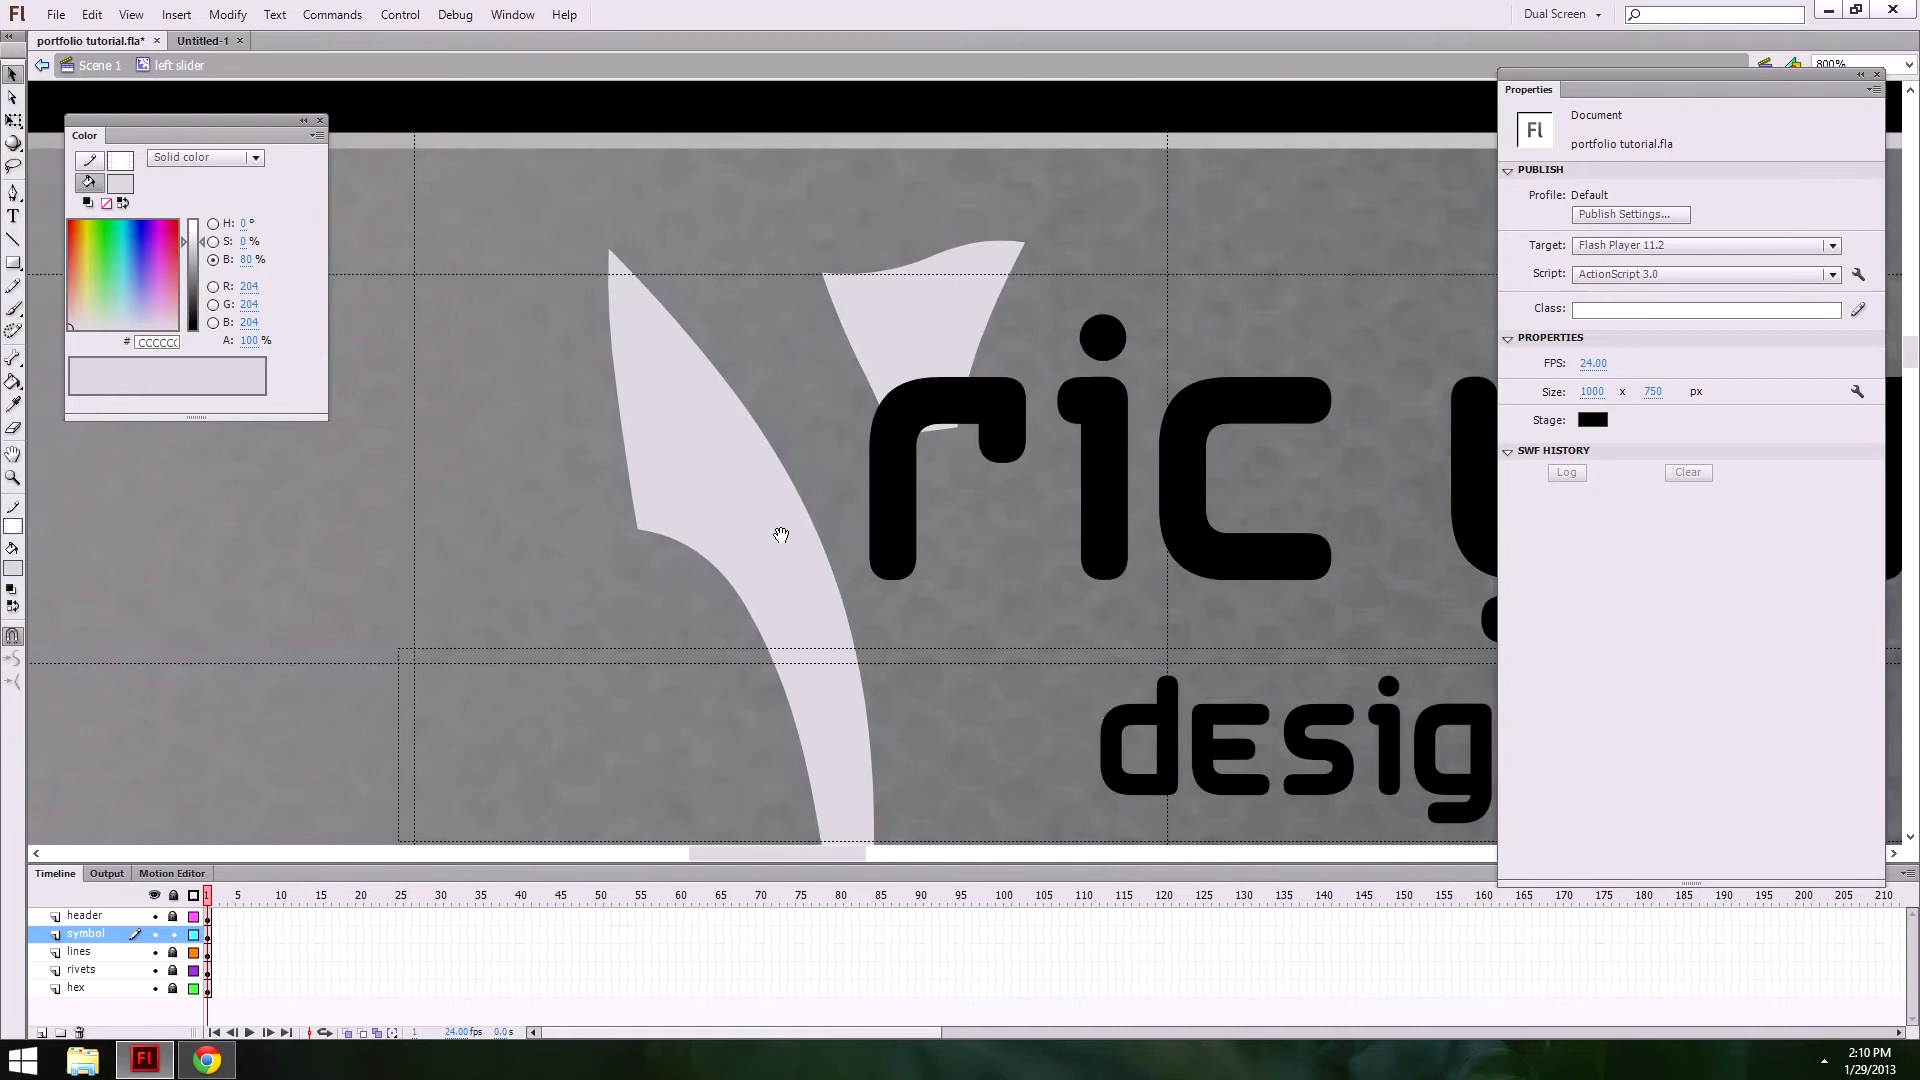 Fl File Edit View Insert Modify Text Commands Control Debug Window Help Dual Screen
portfolio tutorial.fla* × Untitled-1 ×
Scene 1 left slider 800%
Color
Solid color
H: 0 °
S: 0 %
B: 80 %
R: 204
G: 204
B: 204
A: 100 %
# CCCCC
ric
desig
Properties
Fl
Document
portfolio tutorial.fla
PUBLISH
Profile: Default
Publish Settings...
Target: Flash Player 11.2
Script: ActionScript 3.0
Class:
PROPERTIES
FPS: 24.00
Size: 1000 x 750 px
Stage:
SWF HISTORY
Log Clear
Timeline Output Motion Editor
1 5 10 15 20 25 30 35 40 45 50 55 60 65 70 75 80 85 90 95 100 105 110 115 120 125 130 135 140 145 150 155 160 165 170 175 180 185 190 195 200 205 210
header
symbol
lines
rivets
hex
1 24.00 fps 0.0 s
Fl
2:10 PM
1/29/2013